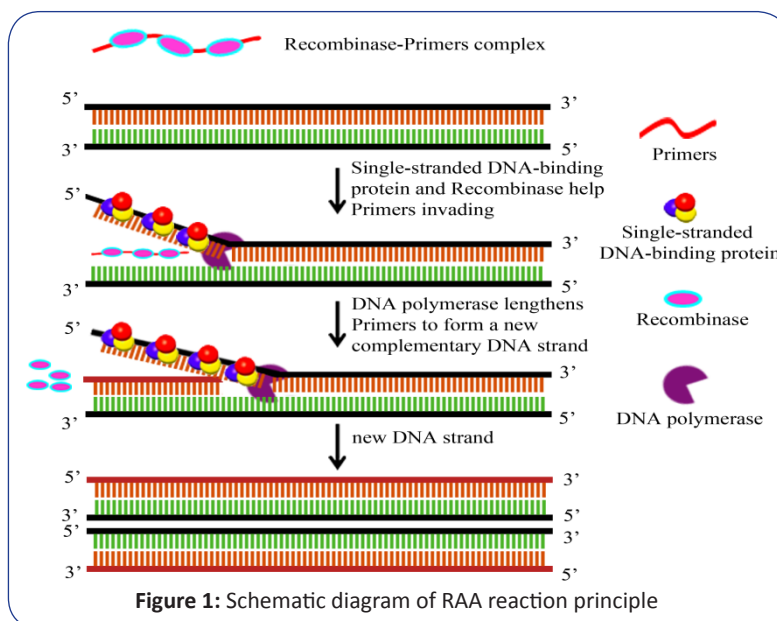 Recombinase-Primers complex
5’
3’
3’
5’
Primers
Single-stranded DNA-binding
protein and Recombinase help
Primers invading
5’
3’
3’
5’
Single-stranded
DNA-binding protein
DNA polymerase lengthens
Primers to form a new
complementary DNA strand
Recombinase
5’
3’
3’
5’
DNA polymerase
new DNA strand
5’
3’
3’
5’
5’
3’
3’
5’
Figure 1: Schematic diagram of RAA reaction principle